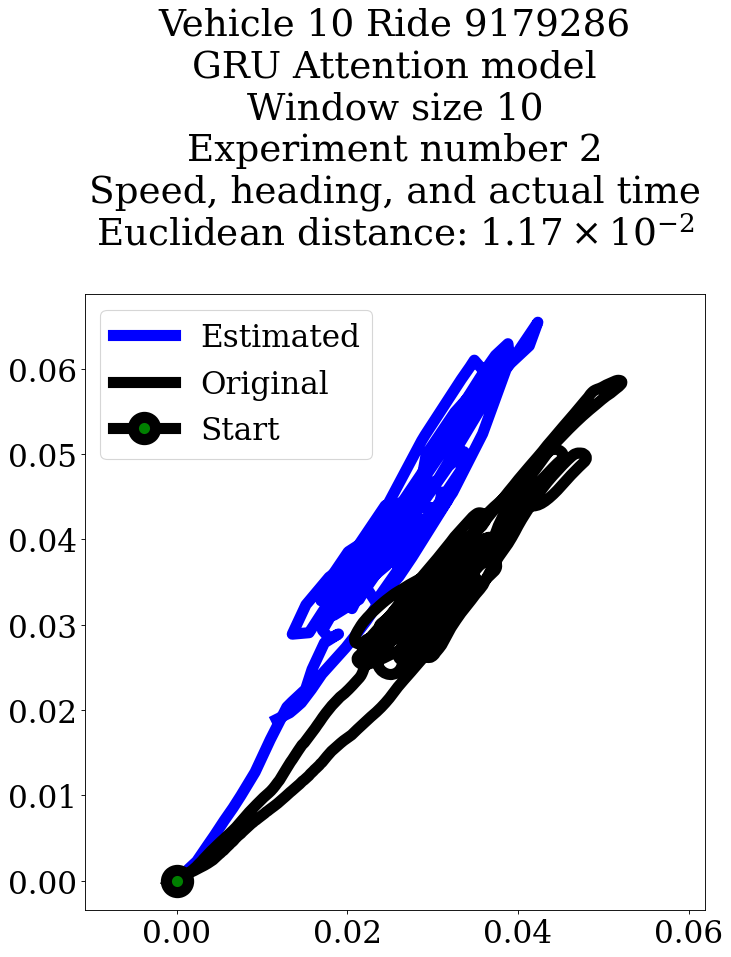 Vehicle 10 Ride 9179286
GRU Attention model
Window size 10
Experiment number 2
Speed, heading, and actual time
Euclidean distance: 1.17 × 10⁻²
Estimated
Original
Start
0.06
0.05
0.04
0.03
0.02
0.01
0.00
0.00 0.02 0.04 0.06